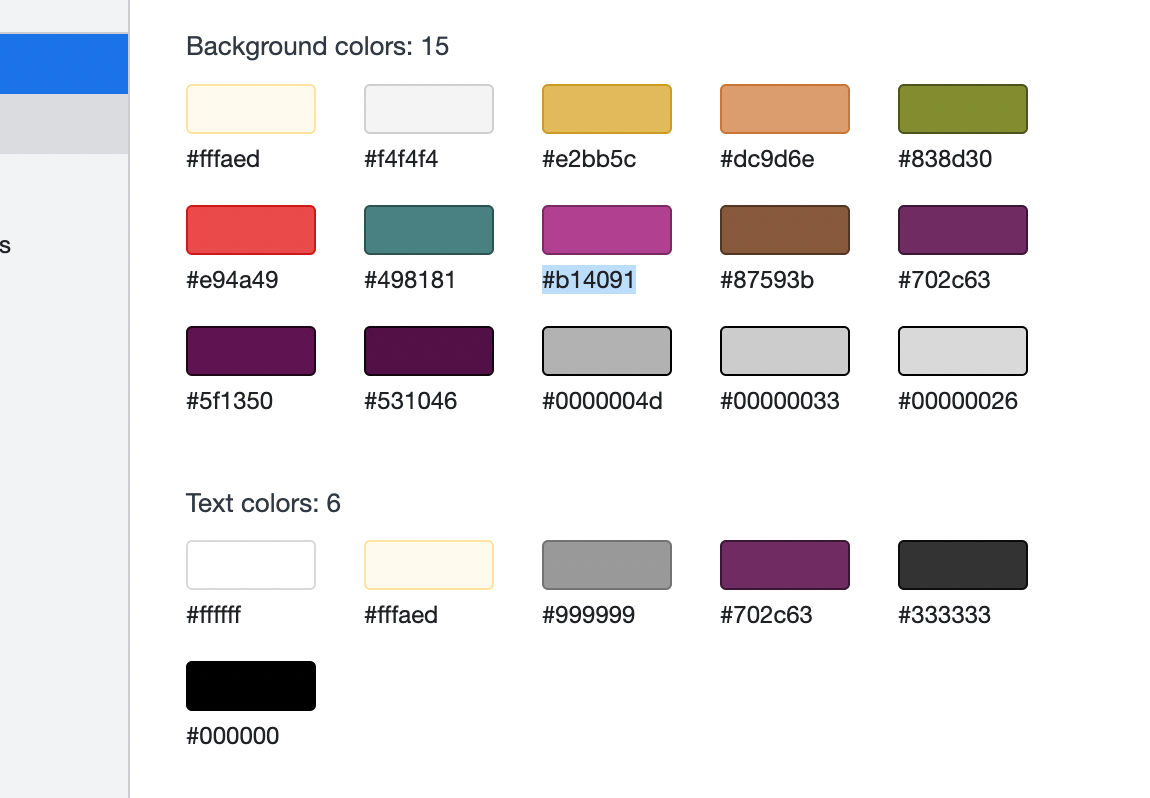 Background colors: 15
#fffaed #f4f4f4 #e2bb5c #dc9d6e #838d30
s
#e94a49 #498181 #b14091 #87593b #702c63
#5f1350 #531046 #0000004d #00000033 #00000026
Text colors: 6
#ffffff #fffaed #999999 #702c63 #333333
#000000